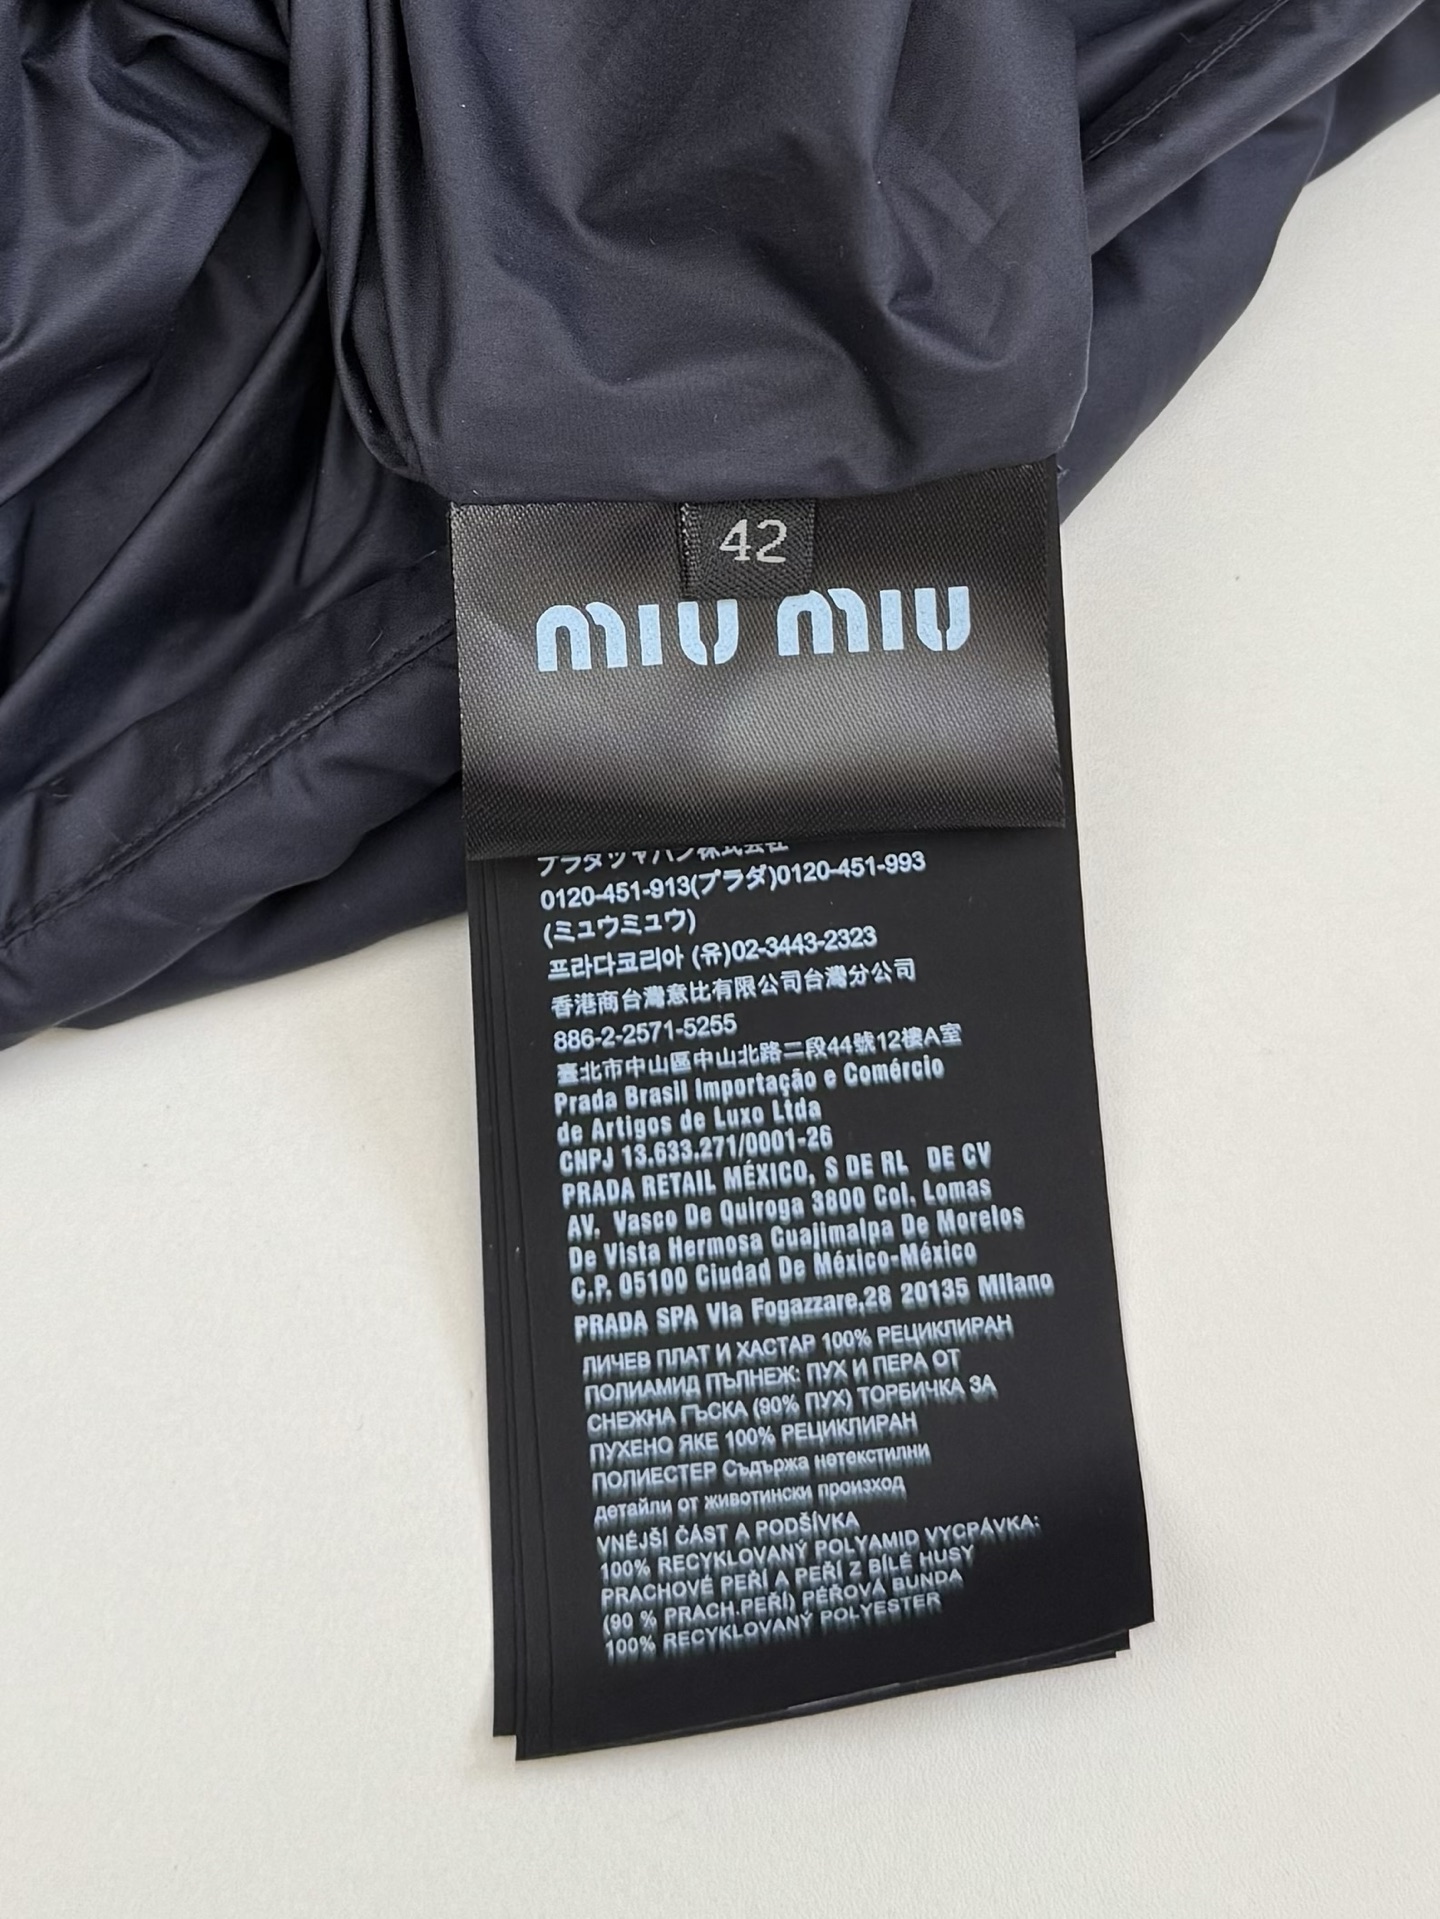 42
MIU MIU
プラダジャパン株式会社
0120-451-913(プラダ)0120-451-993
(ミュウミュウ)
프라다코리아 (유)02-3443-2323
香港商台灣意比有限公司台灣分公司
886-2-2571-5255
臺北市中山區中山北路二段44號12樓A室
Prada Brasil Importação e Comércio
de Artigos de Luxo Ltda
CNPJ 13.633.271/0001-26
PRADA RETAIL MÉXICO, S DE RL DE CV
AV. Vasco De Quiroga 3800 Col. Lomas
De Vista Hermosa Cuajimalpa De Morelos
C.P. 05100 Ciudad De México-México
PRADA SPA Via Fogazzare,28 20135 Milano
ЛИЧЕВ ПЛАТ И ХАСТАР 100% РЕЦИКЛИРАН
ПОЛИАМИД ПЪЛНЕЖ: ПУХ И ПЕРА ОТ
СНЕЖНА ГЪСКА (90% ПУХ) ТОРБИЧКА ЗА
ПУХЕНО ЯКЕ 100% РЕЦИКЛИРАН
ПОЛИЕСТЕР Съдържа нетекстилни
детайли от животински произход
VNĚJŠÍ ČÁST A PODŠÍVKA
100% RECYKLOVANÝ POLYAMID VYCPÁVKA:
PRACHOVÉ PEŘÍ A PEŘÍ Z BÍLÉ HUSY
(90 % PRACH.PEŘÍ) PÉŘOVÁ BUNDA
100% RECYKLOVANÝ POLYESTER